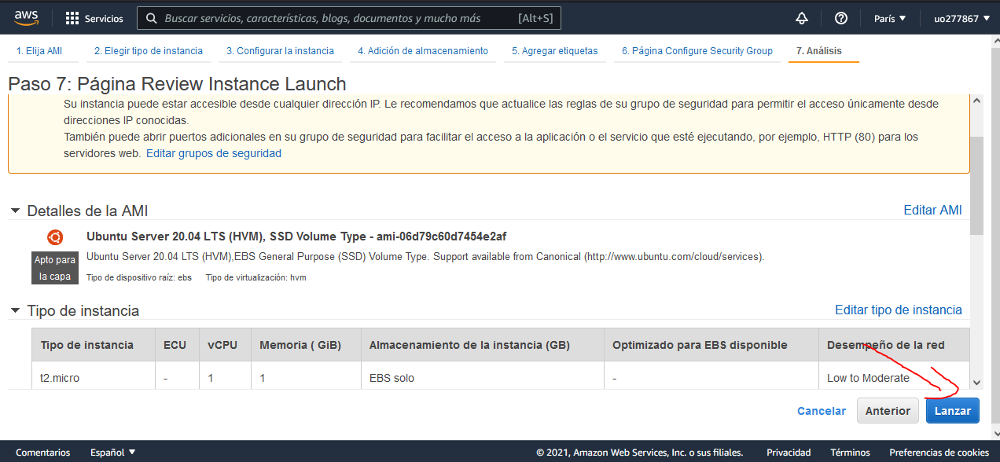 aws Servicios Buscar servicios, características, blogs, documentos y mucho más [Alt+S] París uo277867
1. Elija AMI 2. Elegir tipo de instancia 3. Configurar la instancia 4. Adición de almacenamiento 5. Agregar etiquetas 6. Página Configure Security Group 7. Análisis
Paso 7: Página Review Instance Launch
Su instancia puede estar accesible desde cualquier dirección IP. Le recomendamos que actualice las reglas de su grupo de seguridad para permitir el acceso únicamente desde
direcciones IP conocidas.
También puede abrir puertos adicionales en su grupo de seguridad para facilitar el acceso a la aplicación o el servicio que esté ejecutando, por ejemplo, HTTP (80) para los
servidores web. Editar grupos de seguridad
Detalles de la AMI Editar AMI
Ubuntu Server 20.04 LTS (HVM), SSD Volume Type - ami-06d79c60d7454e2af
Apto para
la capa
Ubuntu Server 20.04 LTS (HVM),EBS General Purpose (SSD) Volume Type. Support available from Canonical (http://www.ubuntu.com/cloud/services).
Tipo de dispositivo raíz: ebs Tipo de virtualización: hvm
Tipo de instancia Editar tipo de instancia
Tipo de instancia ECU vCPU Memoria ( GiB) Almacenamiento de la instancia (GB) Optimizado para EBS disponible Desempeño de la red
t2.micro - 1 1 EBS solo - Low to Moderate
Cancelar Anterior Lanzar
Comentarios Español © 2021, Amazon Web Services, Inc. o sus filiales. Privacidad Términos Preferencias de cookies